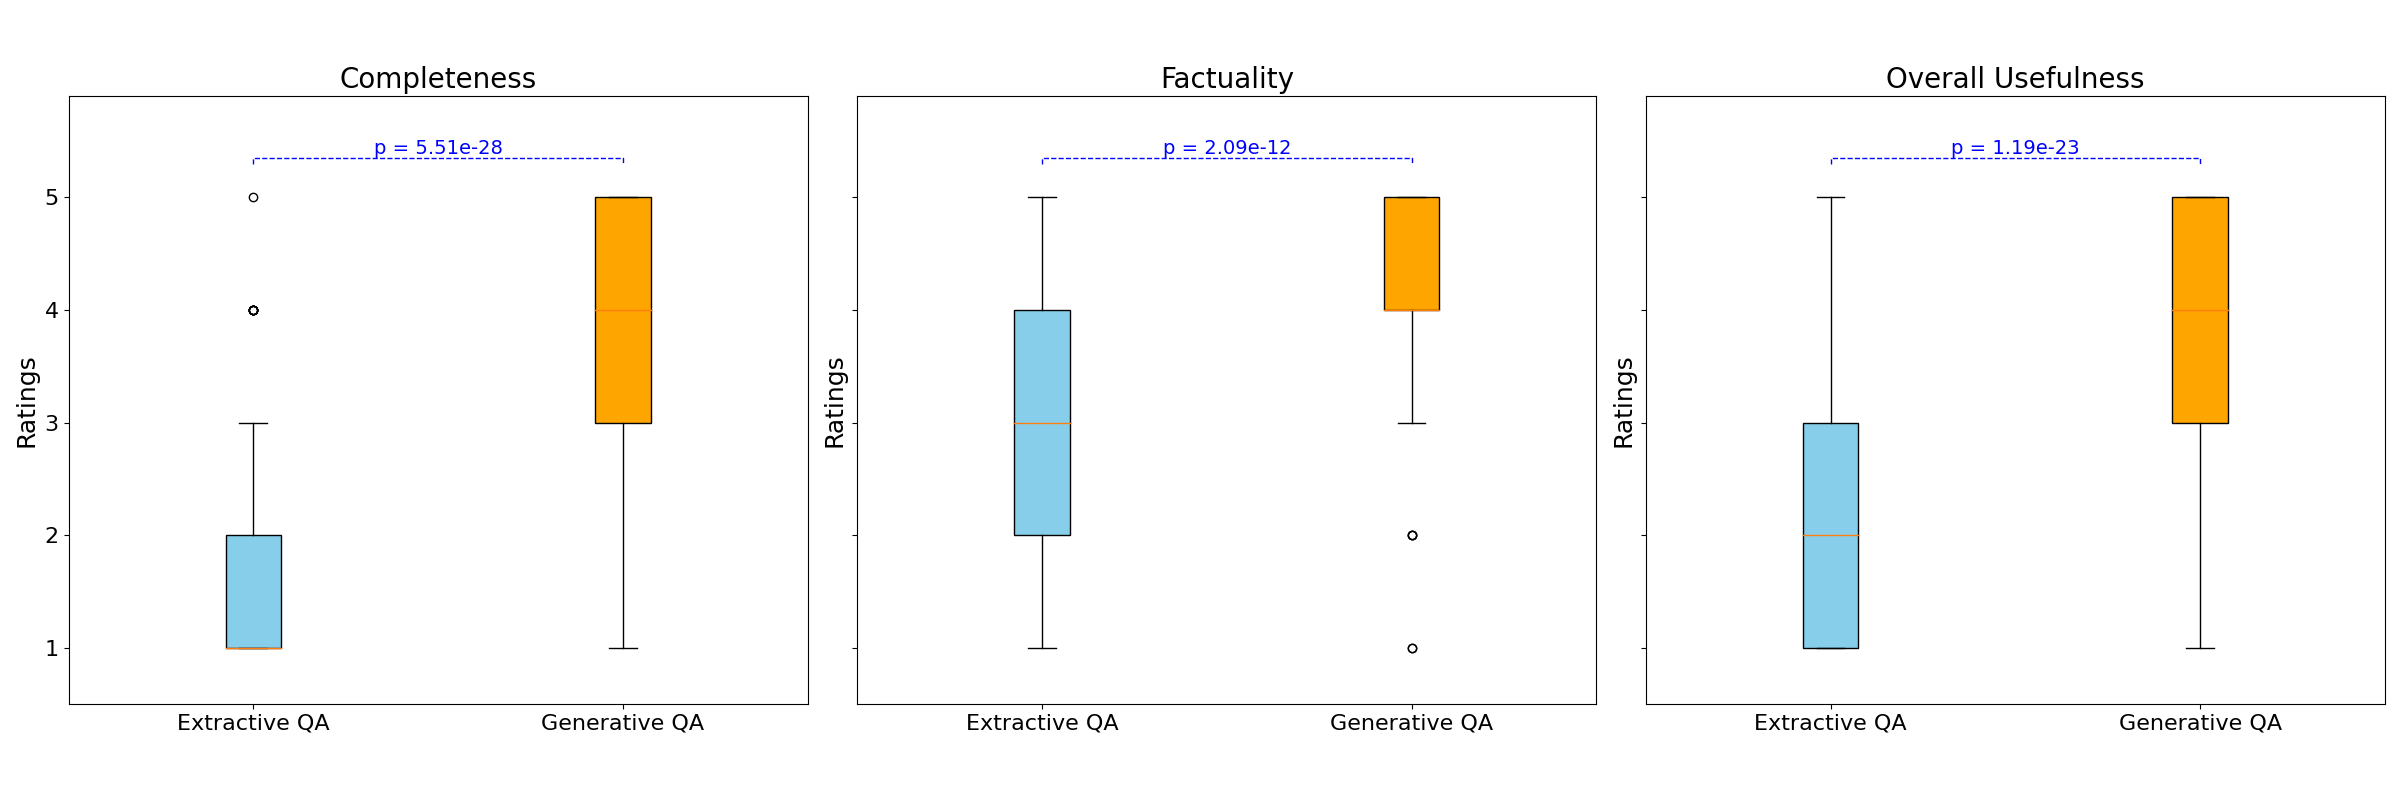 Completeness
p = 5.51e-28
Ratings
5
4
3
2
1
Extractive QA
Generative QA
Factuality
p = 2.09e-12
Ratings
Extractive QA
Generative QA
Overall Usefulness
p = 1.19e-23
Ratings
Extractive QA
Generative QA